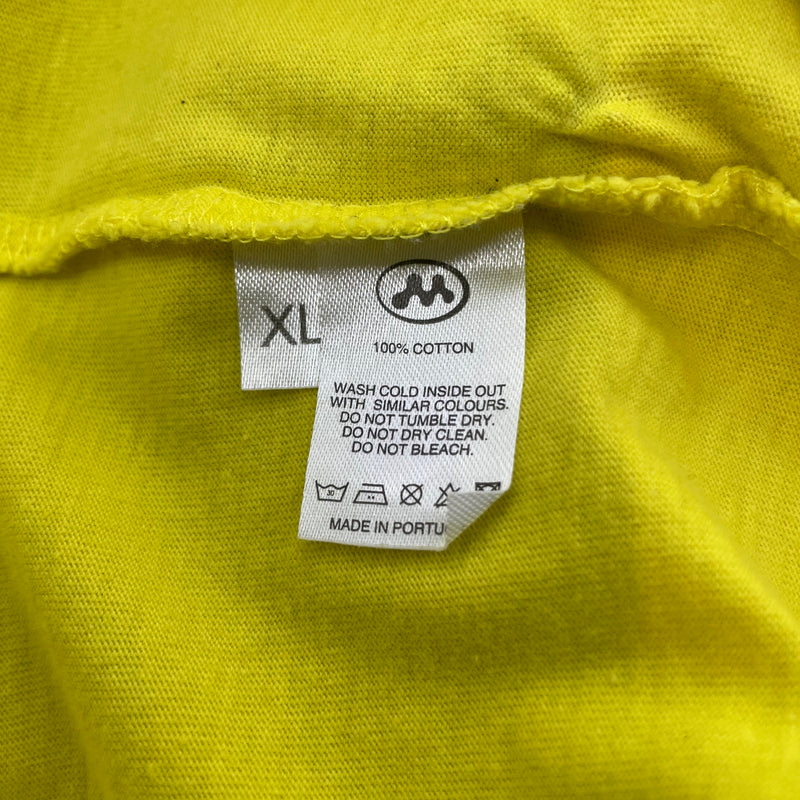 XL
M
100% COTTON
WASH COLD INSIDE OUT
WITH SIMILAR COLOURS.
DO NOT TUMBLE DRY.
DO NOT DRY CLEAN.
DO NOT BLEACH.
30
MADE IN PORTU